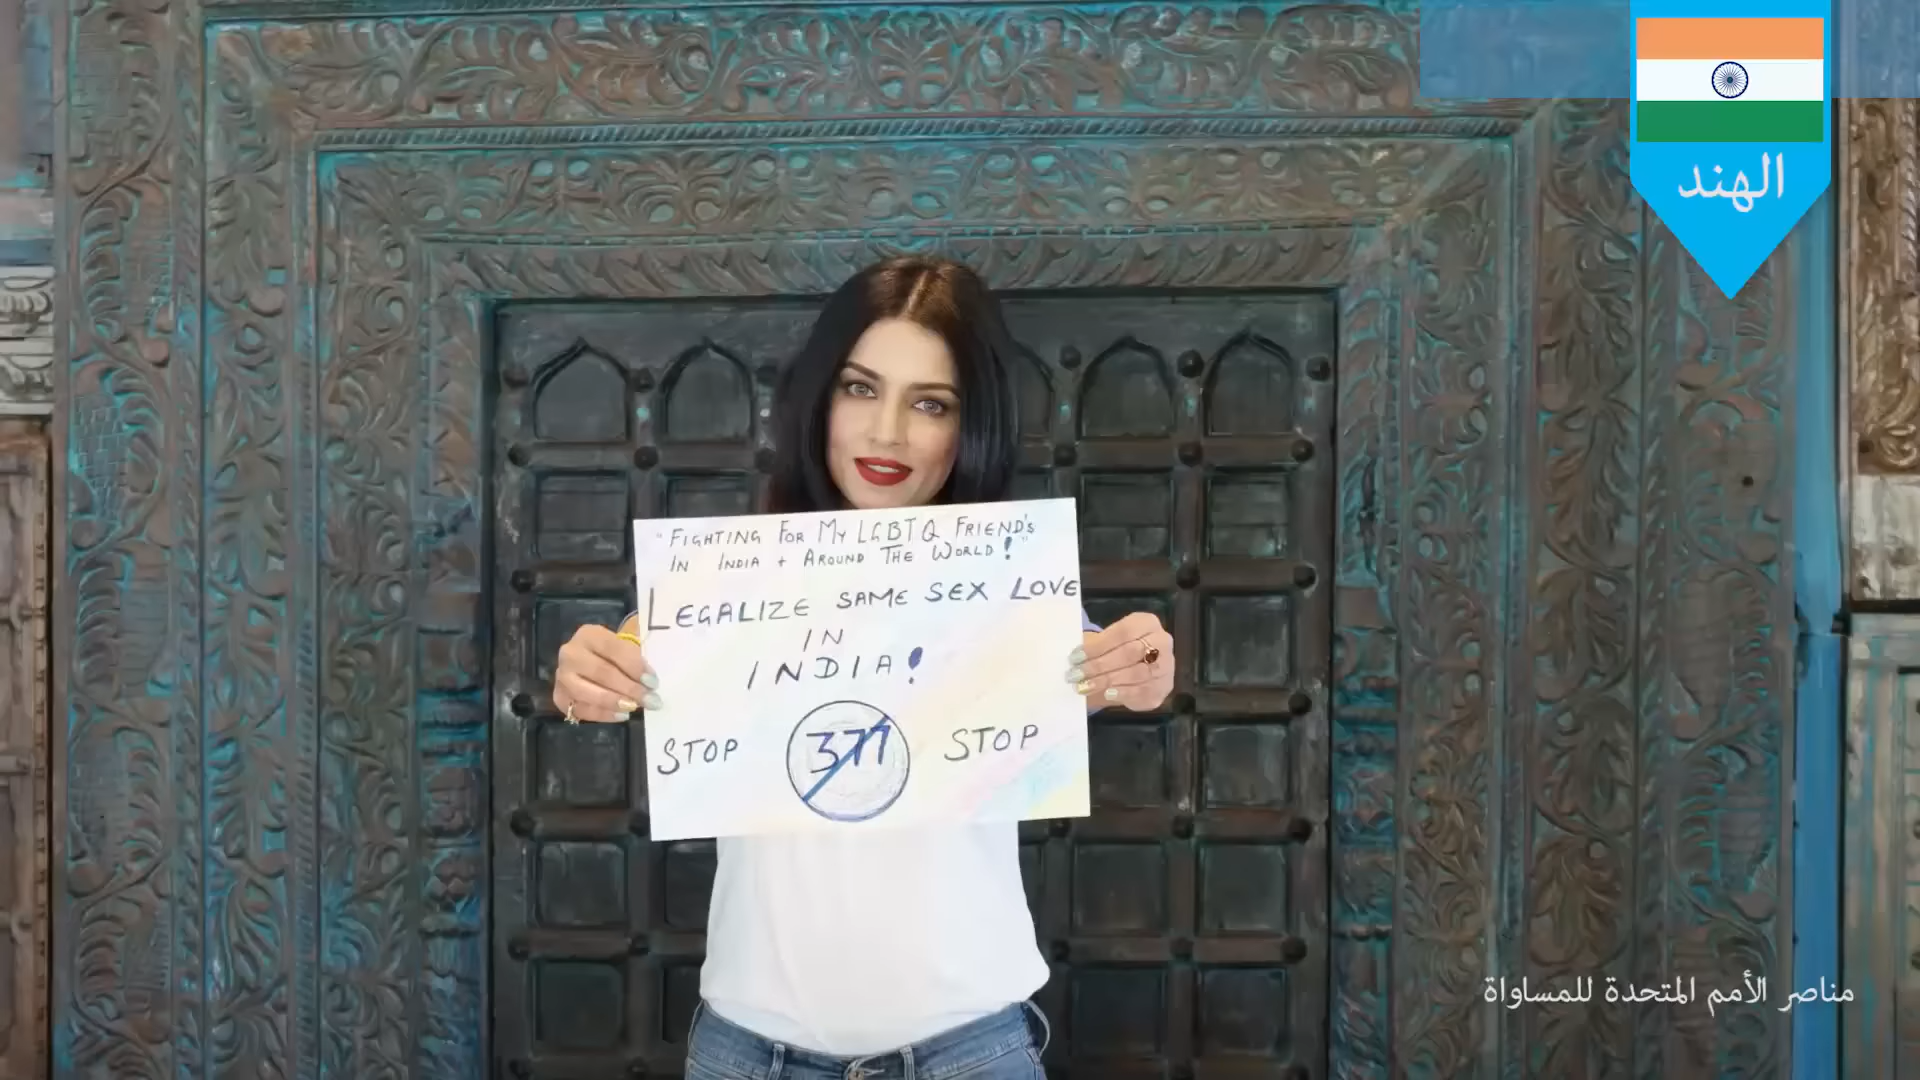 الهند
"FIGHTING FOR MY LGBTQ FRIEND'S
IN INDIA + AROUND THE WORLD!"
LEGALIZE SAME SEX LOVE
IN
INDIA!
STOP 377 STOP
مناصر الأمم المتحدة للمساواة